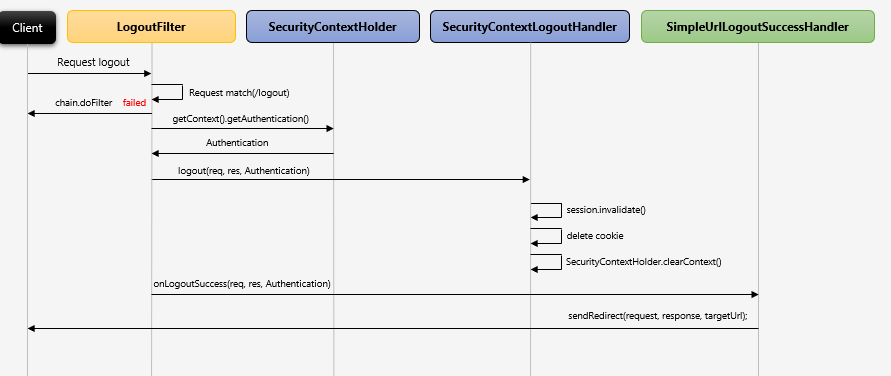 Client
LogoutFilter
SecurityContextHolder
SecurityContextLogoutHandler
SimpleUrlLogoutSuccessHandler
Request logout
Request match(/logout)
chain.doFilter failed
getContext().getAuthentication()
Authentication
logout(req, res, Authentication)
session.invalidate()
delete cookie
SecurityContextHolder.clearContext()
onLogoutSuccess(req, res, Authentication)
sendRedirect(request, response, targetUrl);